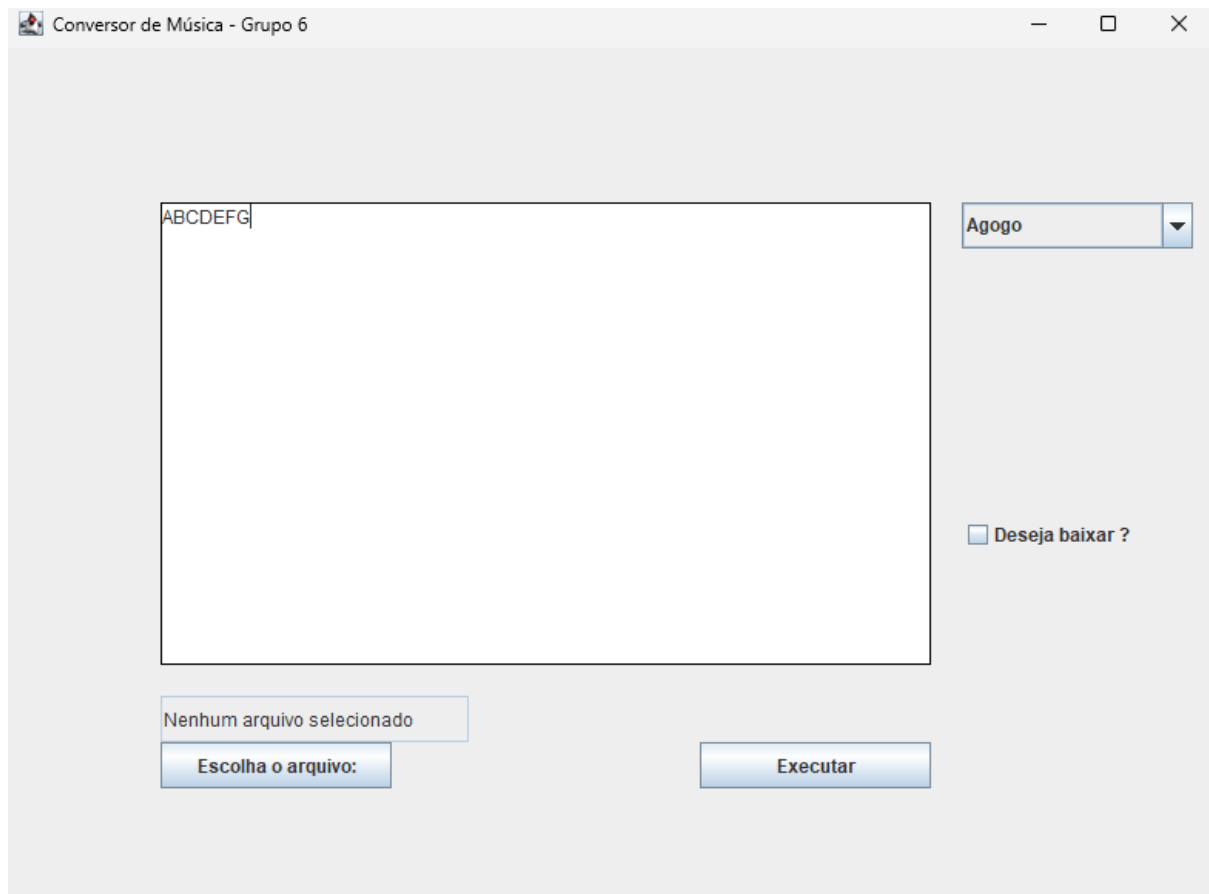 Conversor de Música - Grupo 6
ABCDEFG
Agogo
Deseja baixar ?
Nenhum arquivo selecionado
Escolha o arquivo:
Executar